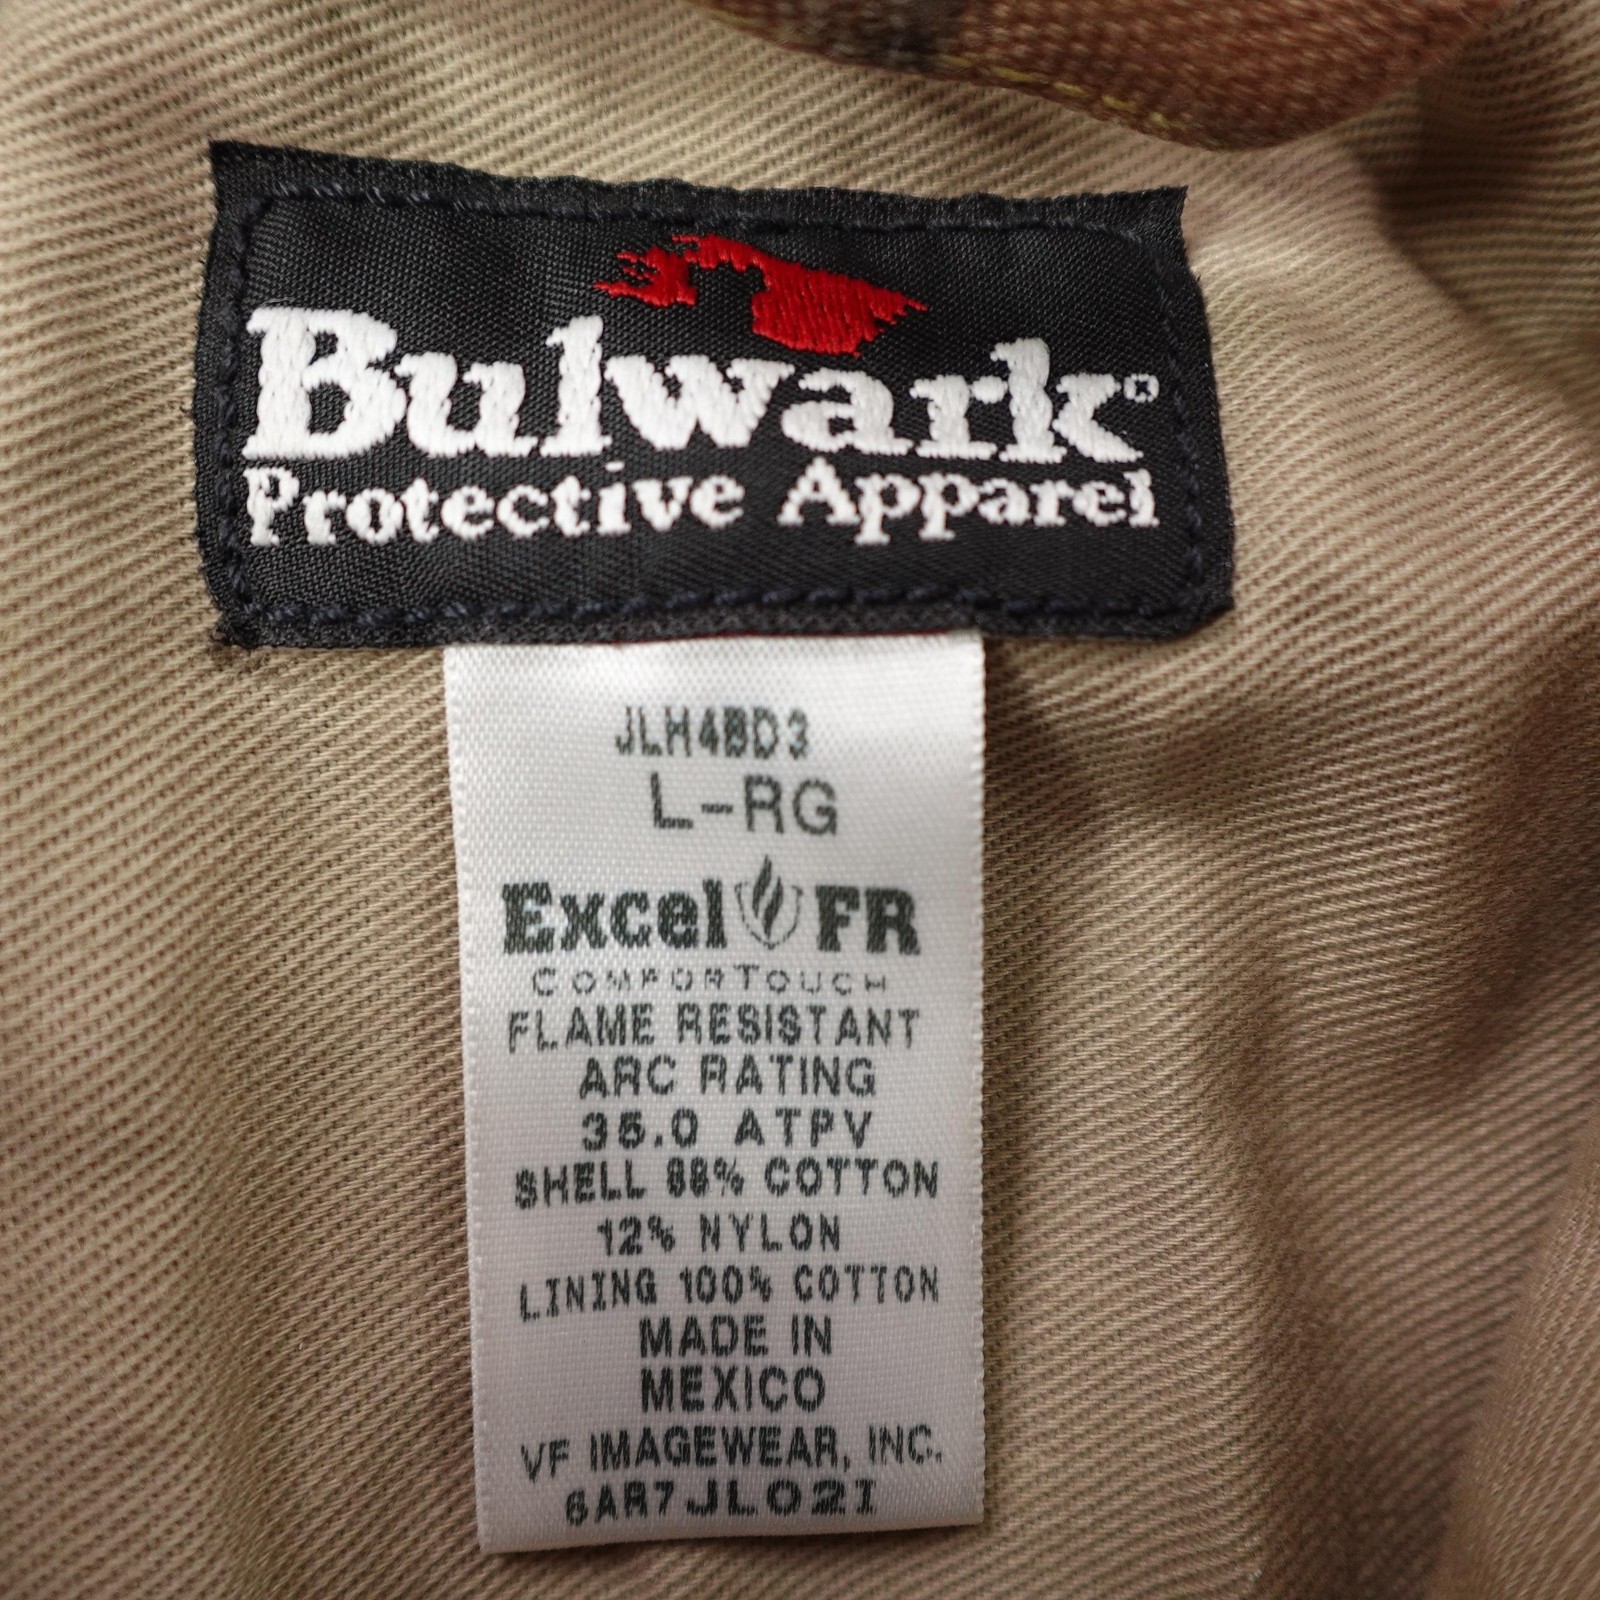 Bulwark®
Protective Apparel
JLH4BD3
L-RG
Excel FR
COMFORTOUCH
FLAME RESISTANT
ARC RATING
35.0 ATPV
SHELL 88% COTTON
12% NYLON
LINING 100% COTTON
MADE IN
MEXICO
VF IMAGEWEAR, INC.
6AR7JL02I